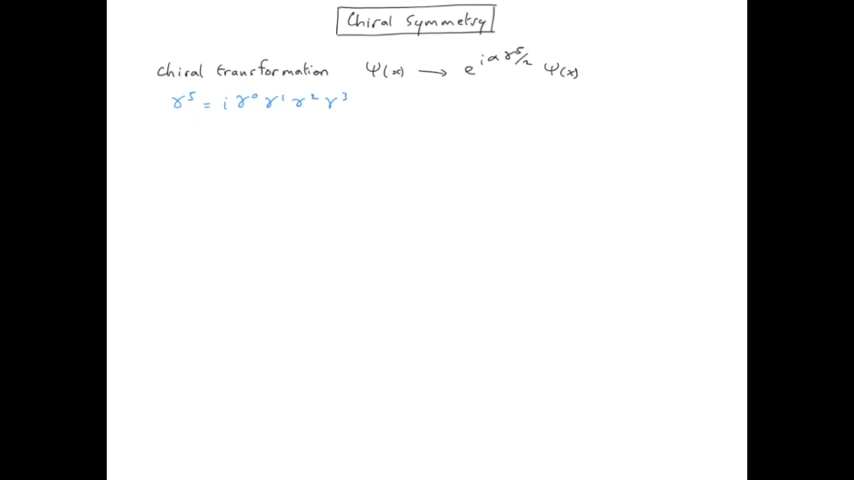 Chiral Symmetry
Chiral transformation ψ(x) → e^{iαγ⁵/2} ψ(x)
γ⁵ = i γ⁰ γ¹ γ² γ³